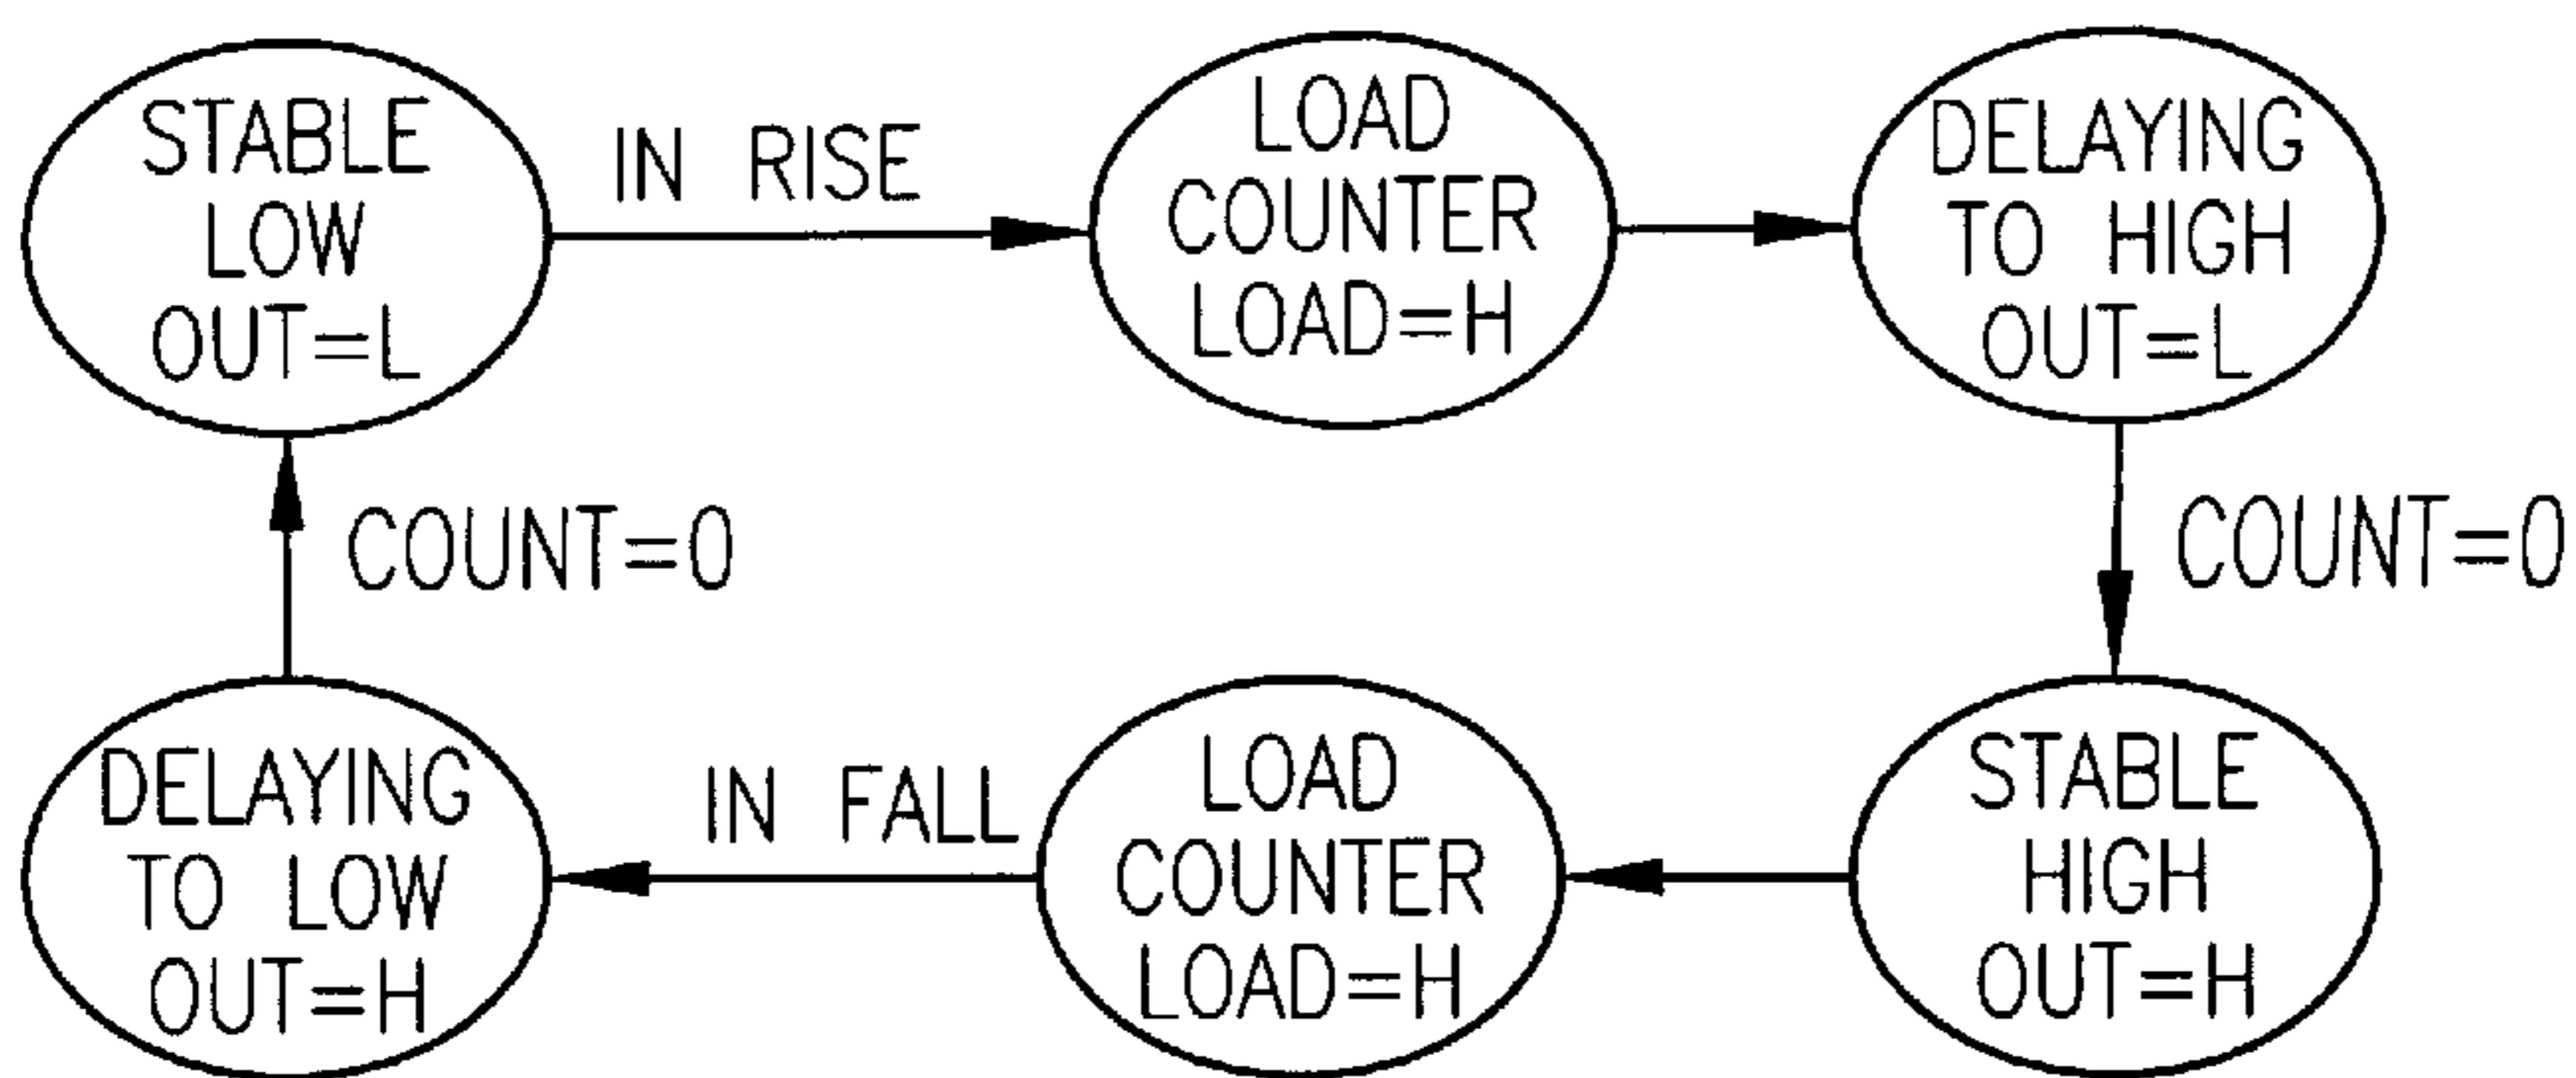 STABLE
LOW
OUT=L
IN RISE
LOAD
COUNTER
LOAD=H
DELAYING
TO HIGH
OUT=L
COUNT=0
COUNT=0
DELAYING
TO LOW
OUT=H
IN FALL
LOAD
COUNTER
LOAD=H
STABLE
HIGH
OUT=H